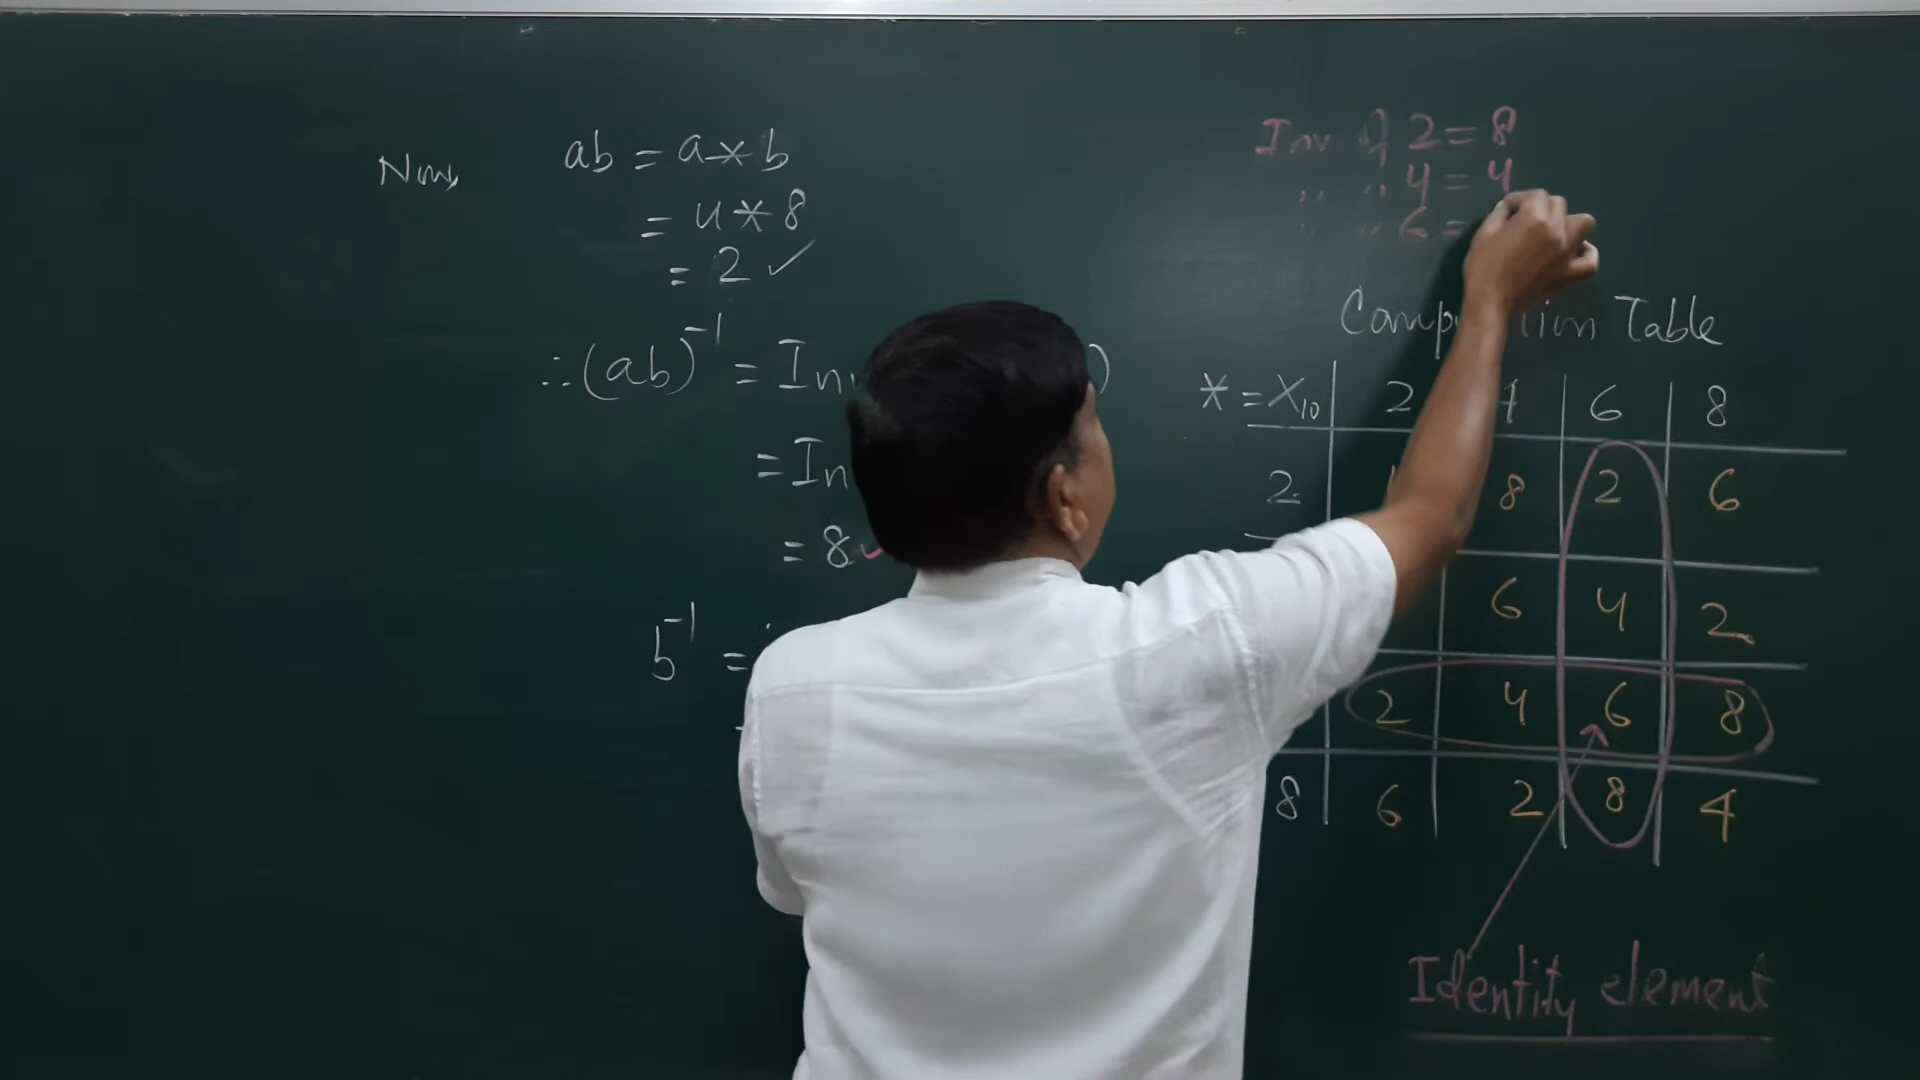 Now, ab = a * b
= 4 * 8
= 2 ✓
∴ (ab)⁻¹ = Inv )
= In
= 8 ✓
b⁻¹ =
Inv of 2 = 8
,, ,, 4 = 4
,, ,, 6 =
Table
* = X₁₀ 2 4 6 8
2 8 2 6
6 4 2
2 4 6 8
8 6 2 8 4
Identity element